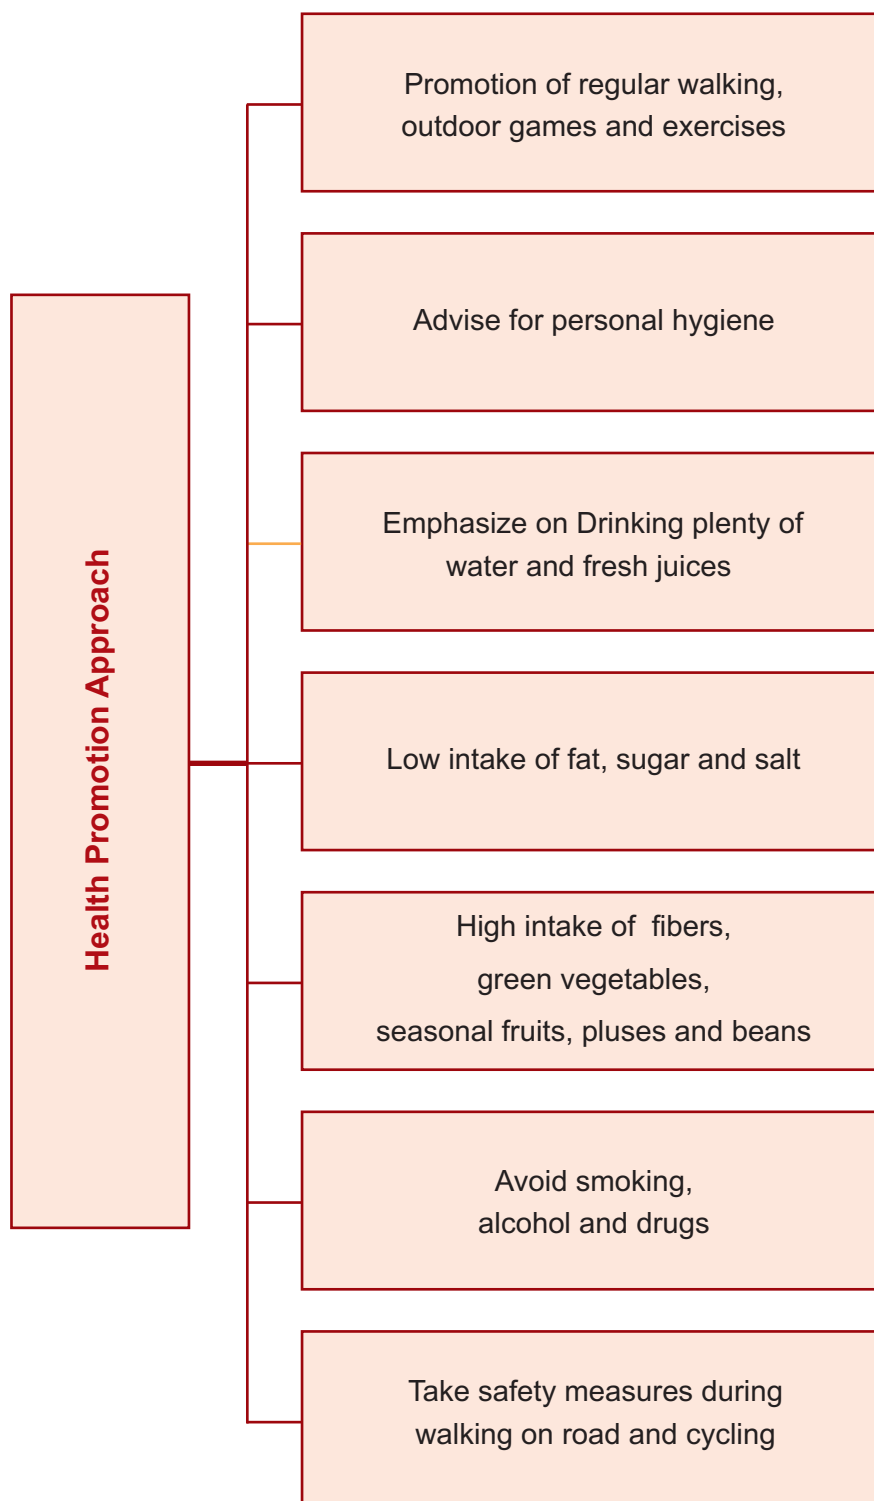 Health Promotion Approach
Promotion of regular walking,
outdoor games and exercises
Advise for personal hygiene
Emphasize on Drinking plenty of
water and fresh juices
Low intake of fat, sugar and salt
High intake of  fibers,
green vegetables,
seasonal fruits, pluses and beans
Avoid smoking,
alcohol and drugs
Take safety measures during
walking on road and cycling